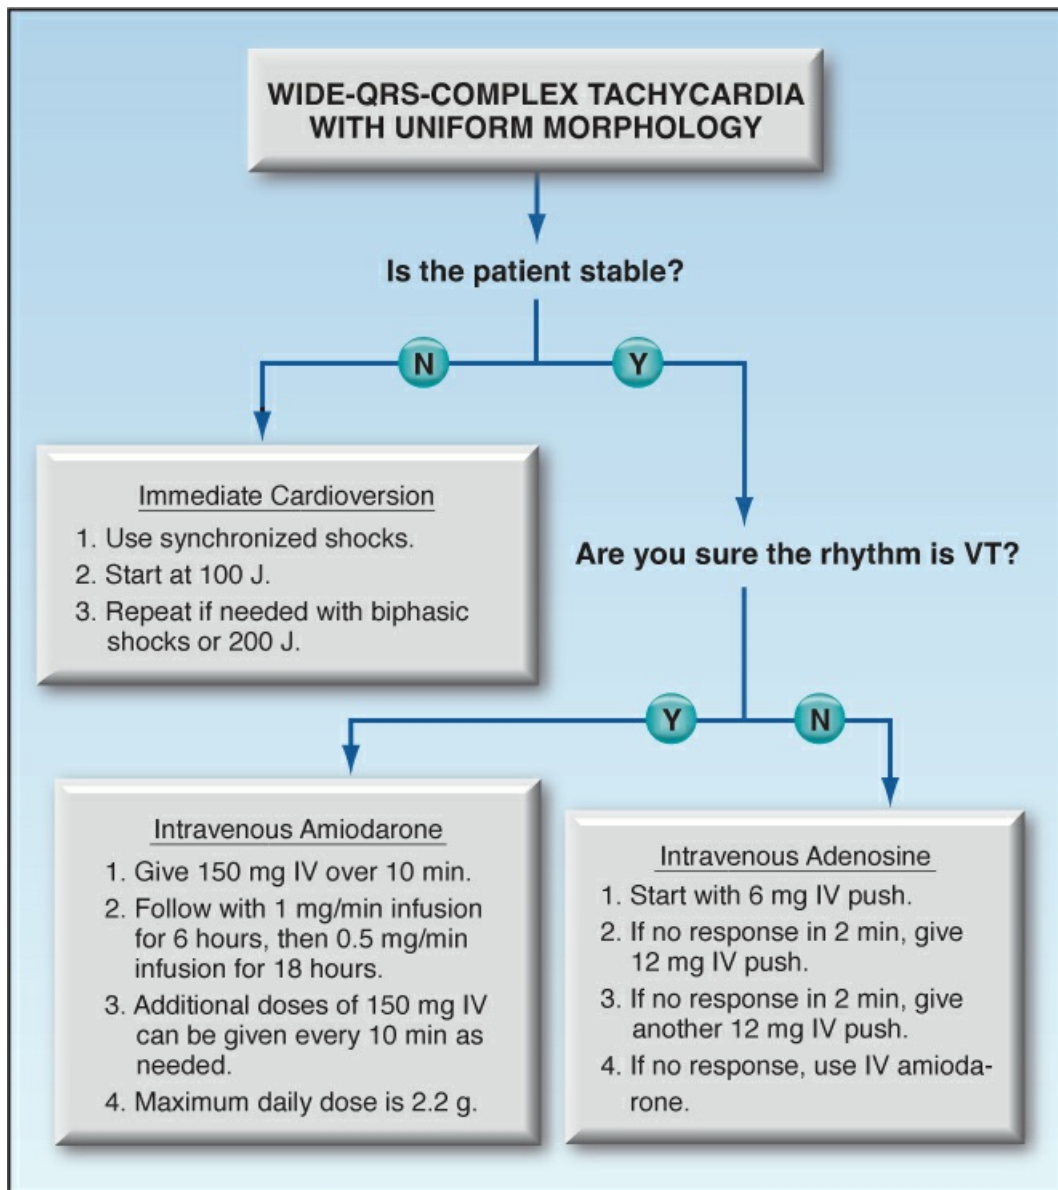 WIDE-QRS-COMPLEX TACHYCARDIA
WITH UNIFORM MORPHOLOGY
Is the patient stable?
N
Y
Immediate Cardioversion
1. Use synchronized shocks.
2. Start at 100 J.
3. Repeat if needed with biphasic
shocks or 200 J.
Are you sure the rhythm is VT?
Y
N
Intravenous Amiodarone
1. Give 150 mg IV over 10 min.
2. Follow with 1 mg/min infusion
for 6 hours, then 0.5 mg/min
infusion for 18 hours.
3. Additional doses of 150 mg IV
can be given every 10 min as
needed.
4. Maximum daily dose is 2.2 g.
Intravenous Adenosine
1. Start with 6 mg IV push.
2. If no response in 2 min, give
12 mg IV push.
3. If no response in 2 min, give
another 12 mg IV push.
4. If no response, use IV amioda-
rone.